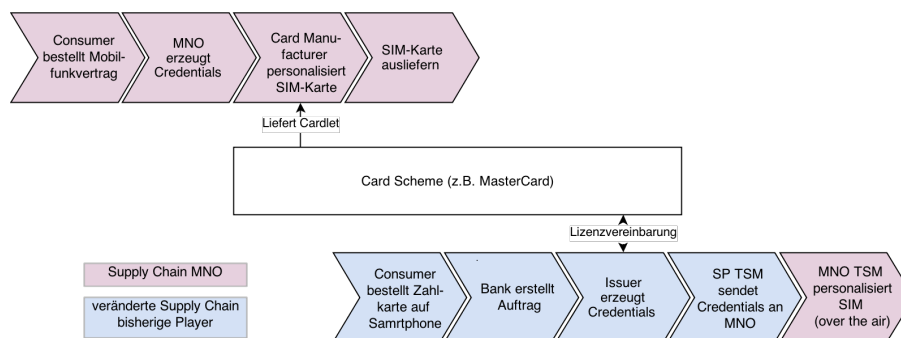 Consumer
bestellt Mobil-
funkvertrag
MNO
erzeugt
Credentials
Card Manu-
facturer
personalisiert
SIM-Karte
SIM-Karte
ausliefern
Liefert Cardlet
Card Scheme (z.B. MasterCard)
Lizenzvereinbarung
Supply Chain MNO
veränderte Supply Chain
bisherige Player
Consumer
bestellt Zahl-
karte auf
Samrtphone
Bank erstellt
Auftrag
Issuer
erzeugt
Credentials
SP TSM
sendet
Credentials an
MNO
MNO TSM
personalisiert
SIM
(over the air)